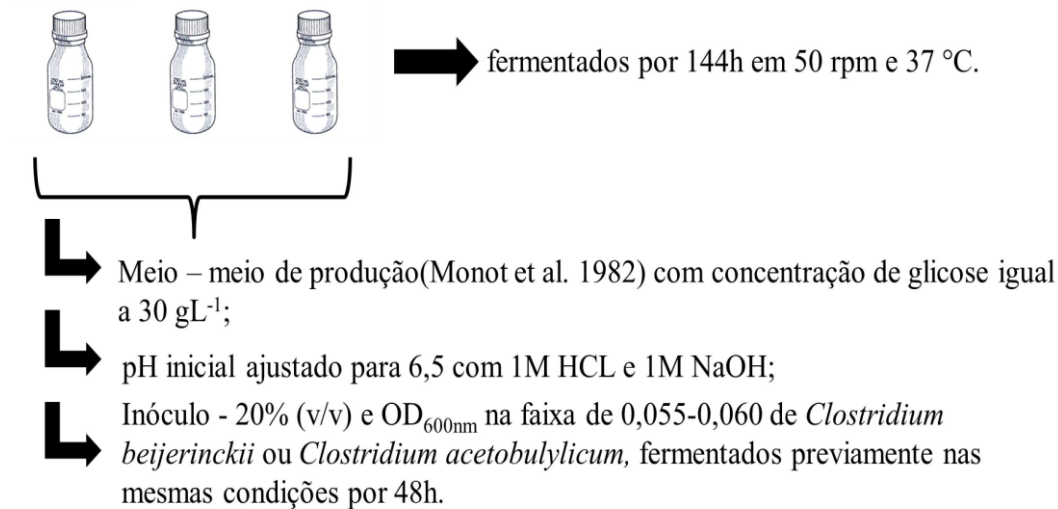 fermentados por 144h em 50 rpm e 37 °C.
Meio – meio de produção(Monot et al. 1982) com concentração de glicose igual
a 30 gL⁻¹;
pH inicial ajustado para 6,5 com 1M HCL e 1M NaOH;
Inóculo - 20% (v/v) e OD₆₀₀ₙₘ na faixa de 0,055-0,060 de Clostridium
beijerinckii ou Clostridium acetobulylicum, fermentados previamente nas
mesmas condições por 48h.